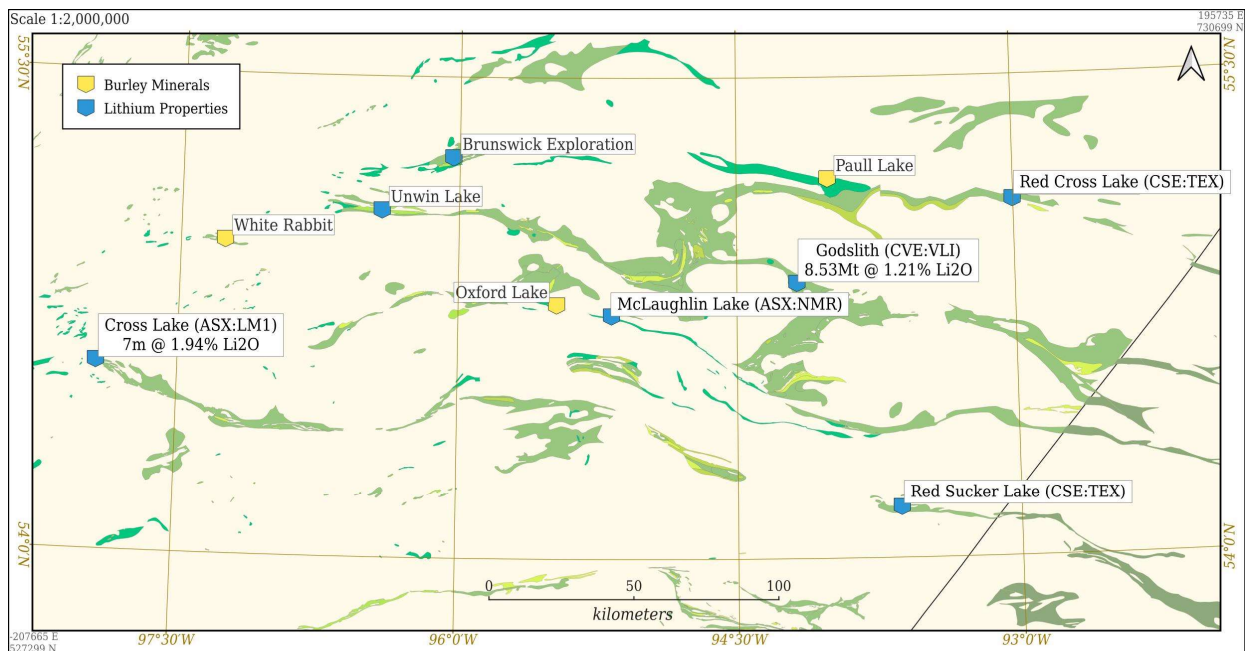 Scale 1:2,000,000
195735 E
730699 N
55°30'N
55°30'N
Burley Minerals
Lithium Properties
Brunswick Exploration
Paull Lake
Red Cross Lake (CSE:TEX)
Unwin Lake
White Rabbit
Godslith (CVE:VLI)
8.53Mt @ 1.21% Li2O
Oxford Lake
McLaughlin Lake (ASX:NMR)
Cross Lake (ASX:LM1)
7m @ 1.94% Li2O
Red Sucker Lake (CSE:TEX)
54°0'N
54°0'N
0 50 100
kilometers
-207665 E
527299 N
97°30'W
96°0'W
94°30'W
93°0'W